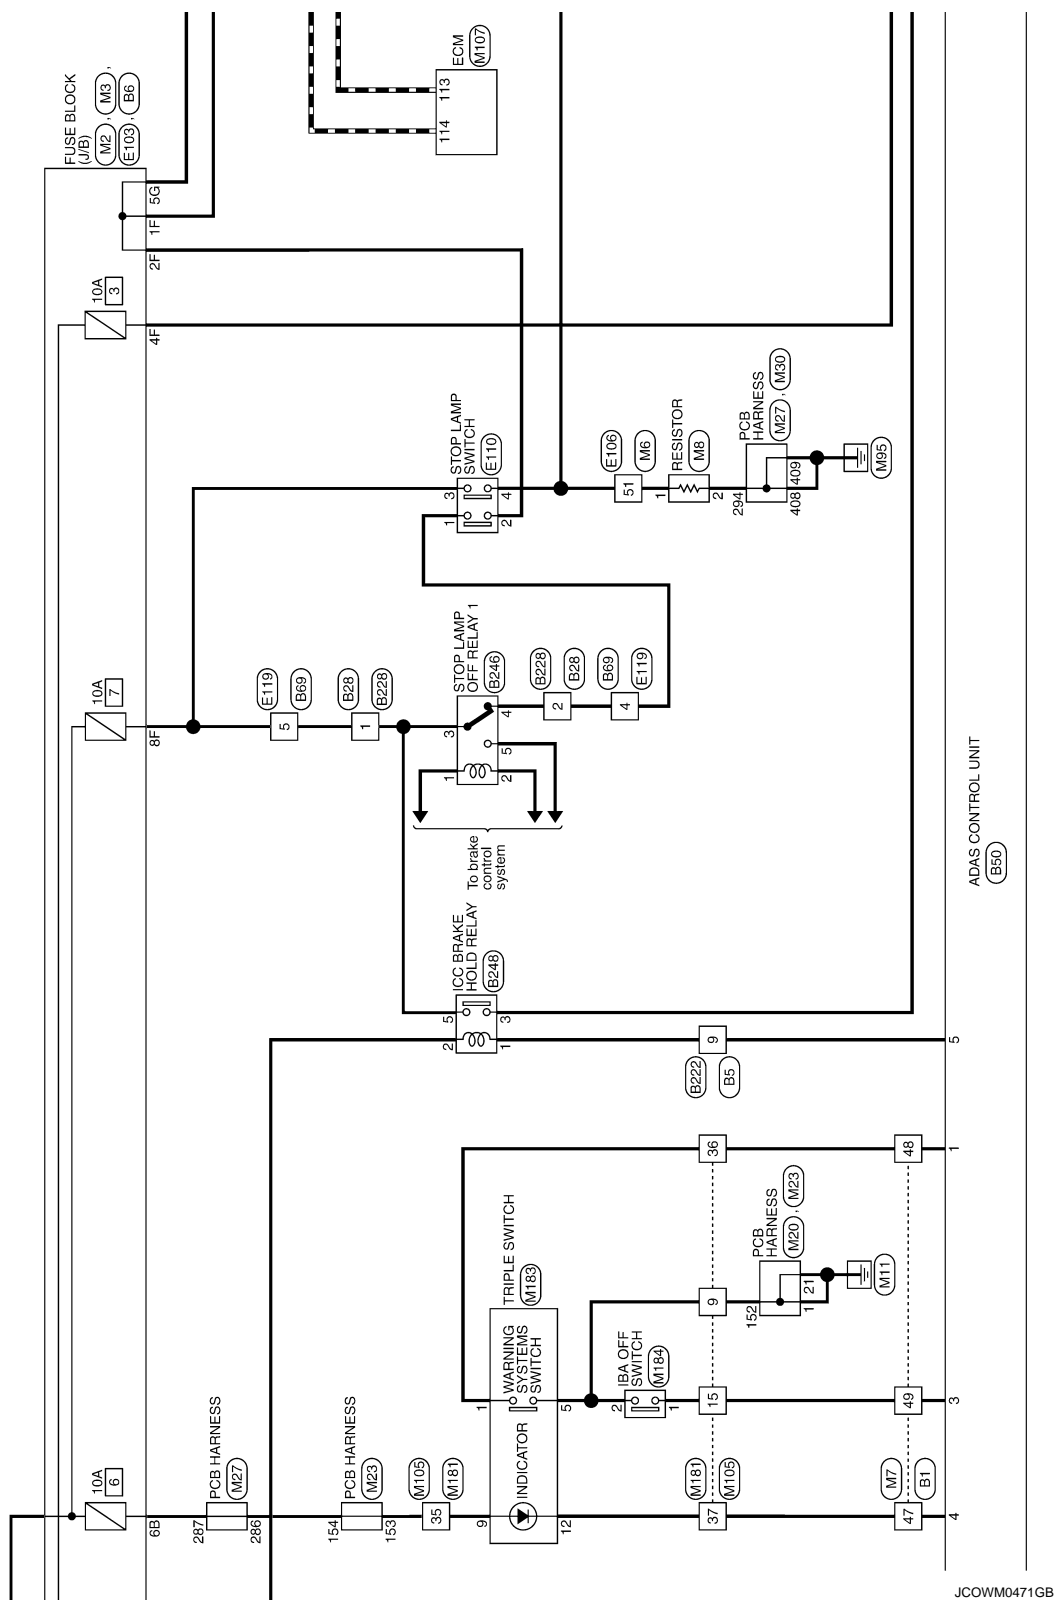 FUSE BLOCK
(J/B)
M2 , M3 ,
E103 , B6
5G
1F
2F
4F
8F
6B
10A
3
10A
7
10A
6
ECM
M107
113
114
STOP LAMP
SWITCH
E110
3
4
1
2
E106
M6
51
RESISTOR
M8
1
2
PCB
HARNESS
M27 , M30
294
409
408
M95
E119
B69
5
B28
B228
1
STOP LAMP
OFF RELAY 1
B246
3
4
5
1
2
B228
B28
2
B69
E119
4
To brake
control
system
ICC BRAKE
HOLD RELAY
B248
5
3
2
1
9
B222
B5
5
ADAS CONTROL UNIT
B50
36
48
1
PCB
HARNESS
M20 , M23
152
21
1
M11
9
TRIPLE SWITCH
M183
WARNING
SYSTEMS
SWITCH
1
5
INDICATOR
9
12
IBA OFF
SWITCH
M184
2
1
15
49
3
PCB HARNESS
M27
287
286
PCB HARNESS
M23
154
153
M105
M181
35
M181
M105
37
M7
B1
47
4
JCOWM0471GB